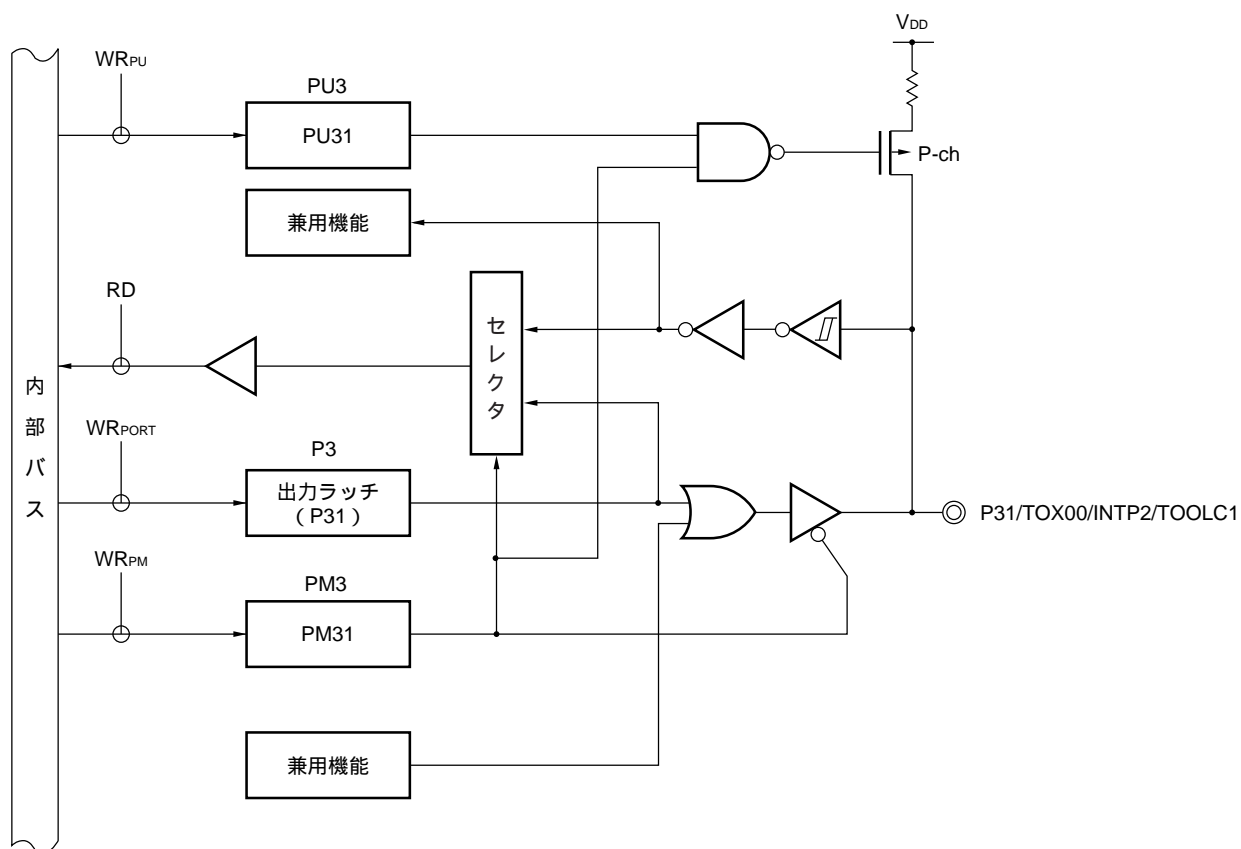 VDD
WRPU
PU3
PU31
P-ch
兼用機能
RD
セレクタ
内部バス
WRPORT
P3
出力ラッチ
(P31)
P31/TOX00/INTP2/TOOLC1
WRPM
PM3
PM31
兼用機能